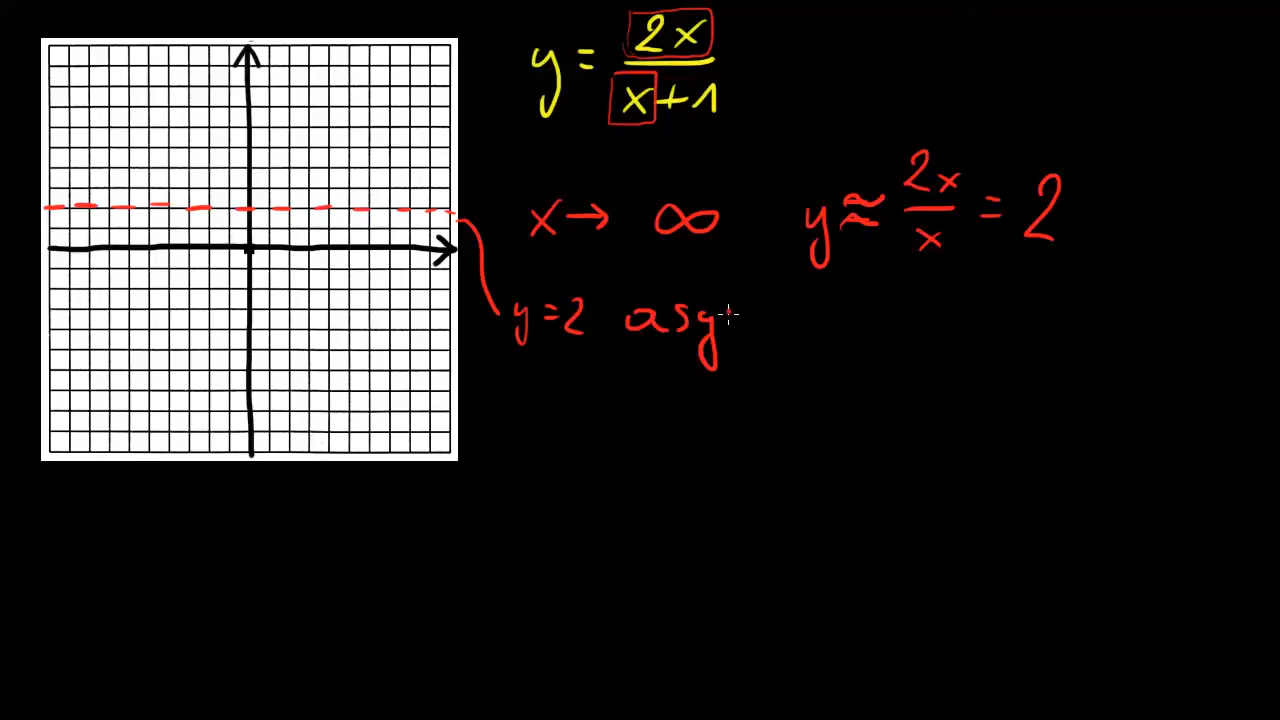 y = 2x / x+1
x → ∞ y ≈ 2x / x = 2
y = 2 asy